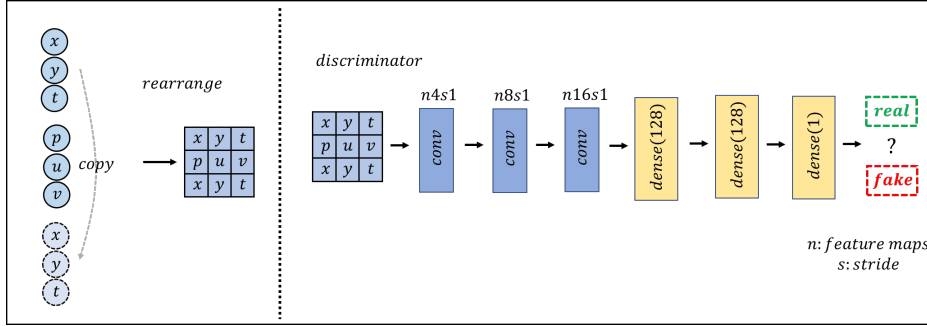 x
y
t
p
u
v
x
y
t
copy
rearrange
x y t
p u v
x y t
discriminator
x y t
p u v
x y t
n4s1
conv
n8s1
conv
n16s1
conv
dense(128)
dense(128)
dense(1)
real
?
fake
n: feature maps
s: stride